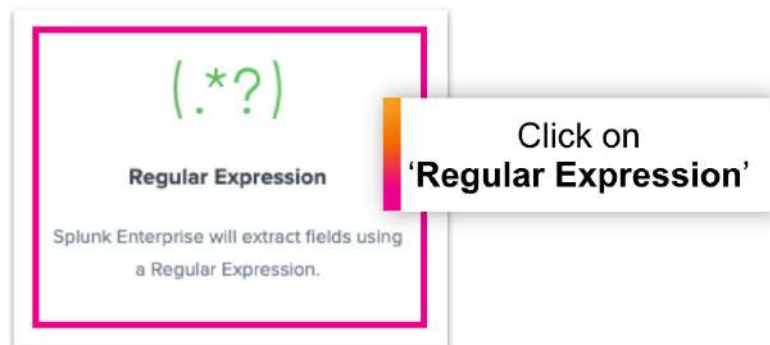 (.*?)
Regular Expression
Splunk Enterprise will extract fields using
a Regular Expression.
Click on
‘Regular Expression’